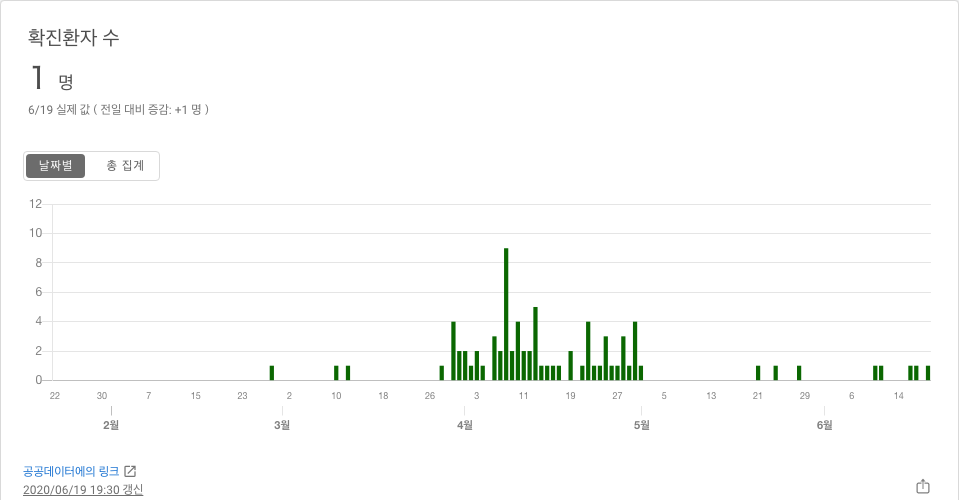 확진환자 수
1 명
6/19 실제 값 ( 전일 대비 증감: +1 명 )
날짜별 총 집계
12
10
8
6
4
2
0
22 30 7 15 23 2 10 18 26 3 11 19 27 5 13 21 29 6 14
2월 3월 4월 5월 6월
공공데이터에의 링크
2020/06/19 19:30 갱신